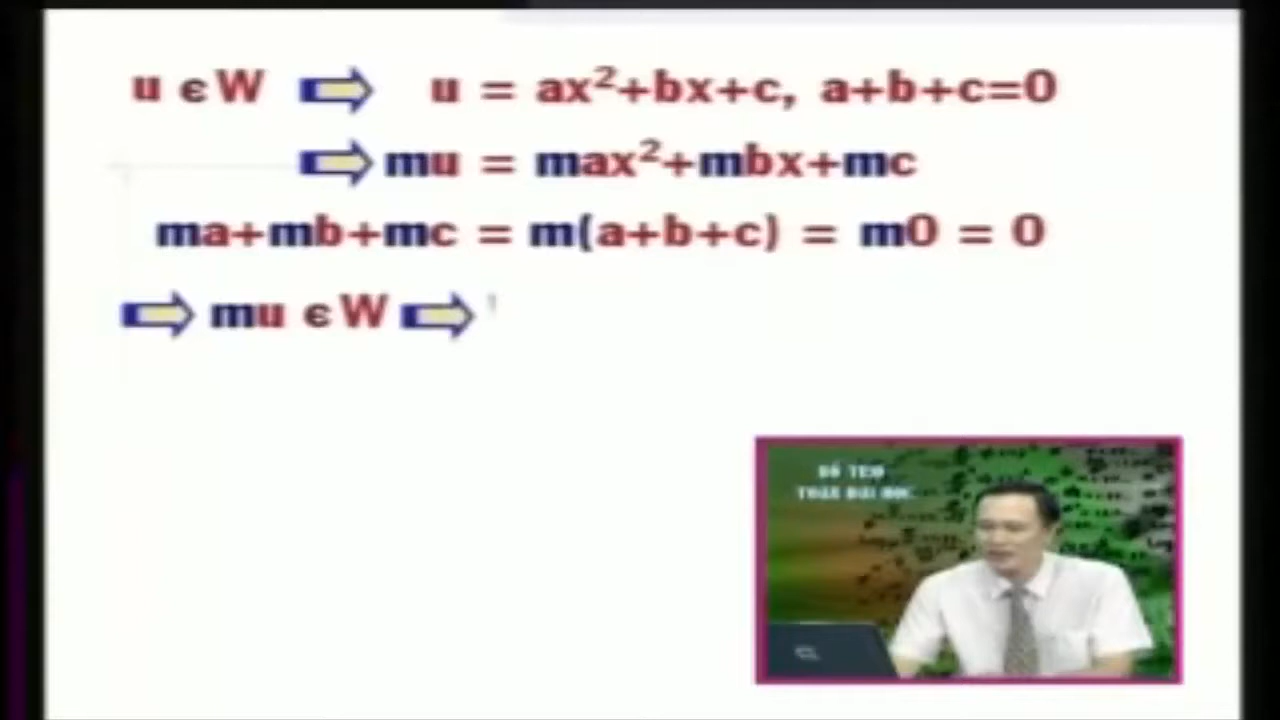 u ϵ W ⇨ u = ax²+bx+c, a+b+c=0
⇨ mu = max²+mbx+mc
ma+mb+mc = m(a+b+c) = m0 = 0
⇨ mu ϵ W ⇨